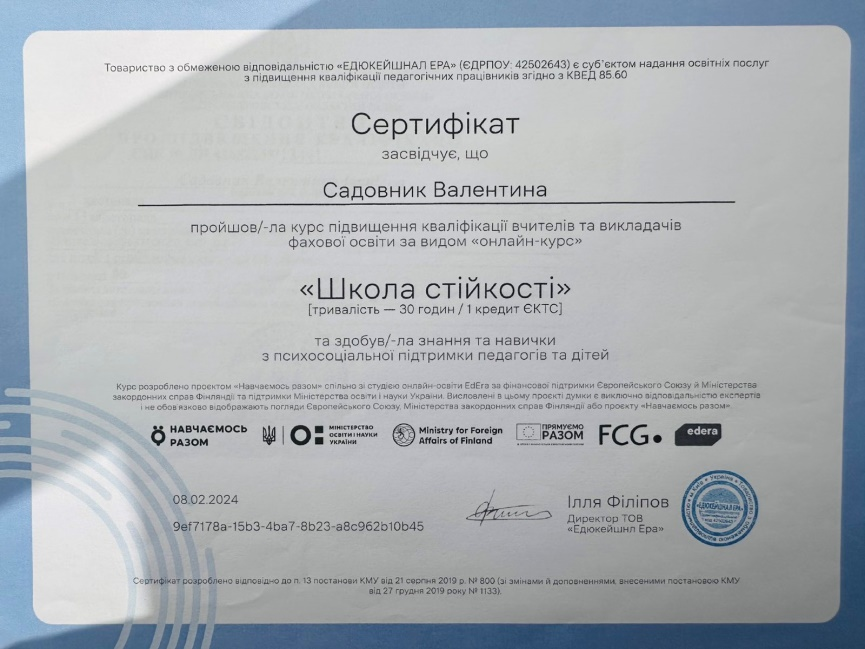 Товариство з обмеженою відповідальністю «ЕДЮКЕЙШНАЛ ЕРА» (ЄДРПОУ: 42502643) є суб'єктом надання освітніх послуг
з підвищення кваліфікації педагогічних працівників згідно з КВЕД 85.60
Сертифікат
засвідчує, що
Садовник Валентина
пройшов/-ла курс підвищення кваліфікації вчителів та викладачів
фахової освіти за видом «онлайн-курс»
«Школа стійкості»
[тривалість — 30 годин / 1 кредит ЄКТС]
та здобув/-ла знання та навички
з психосоціальної підтримки педагогів та дітей
Курс розроблено проєктом «Навчаємось разом» спільно зі студією онлайн-освіти EdEra за фінансової підтримки Європейського Союзу й Міністерства
закордонних справ Фінляндії та підтримки Міністерства освіти і науки України. Висловлені в цьому проєкті думки є виключно відповідальністю експертів
і не обов'язково відображають погляди Європейського Союзу, Міністерства закордонних справ Фінляндії або проєкту «Навчаємось разом».
НАВЧАЄМОСЬ
РАЗОМ
МІНІСТЕРСТВО
ОСВІТИ І НАУКИ
УКРАЇНИ
Ministry for Foreign
Affairs of Finland
ПРЯМУЄМО
РАЗОМ
FCG.
edera
08.02.2024
9ef7178a-15b3-4ba7-8b23-a8c962b10b45
Ілля Філіпов
Директор ТОВ
«Едюкейшнл Ера»
«ЕДЮКЕЙШНАЛ ЕРА»
Сертифікат розроблено відповідно до п. 13 постанови КМУ від 21 серпня 2019 р. № 800 (зі змінами й доповненнями, внесеними постановою КМУ
від 27 грудня 2019 року № 1133).